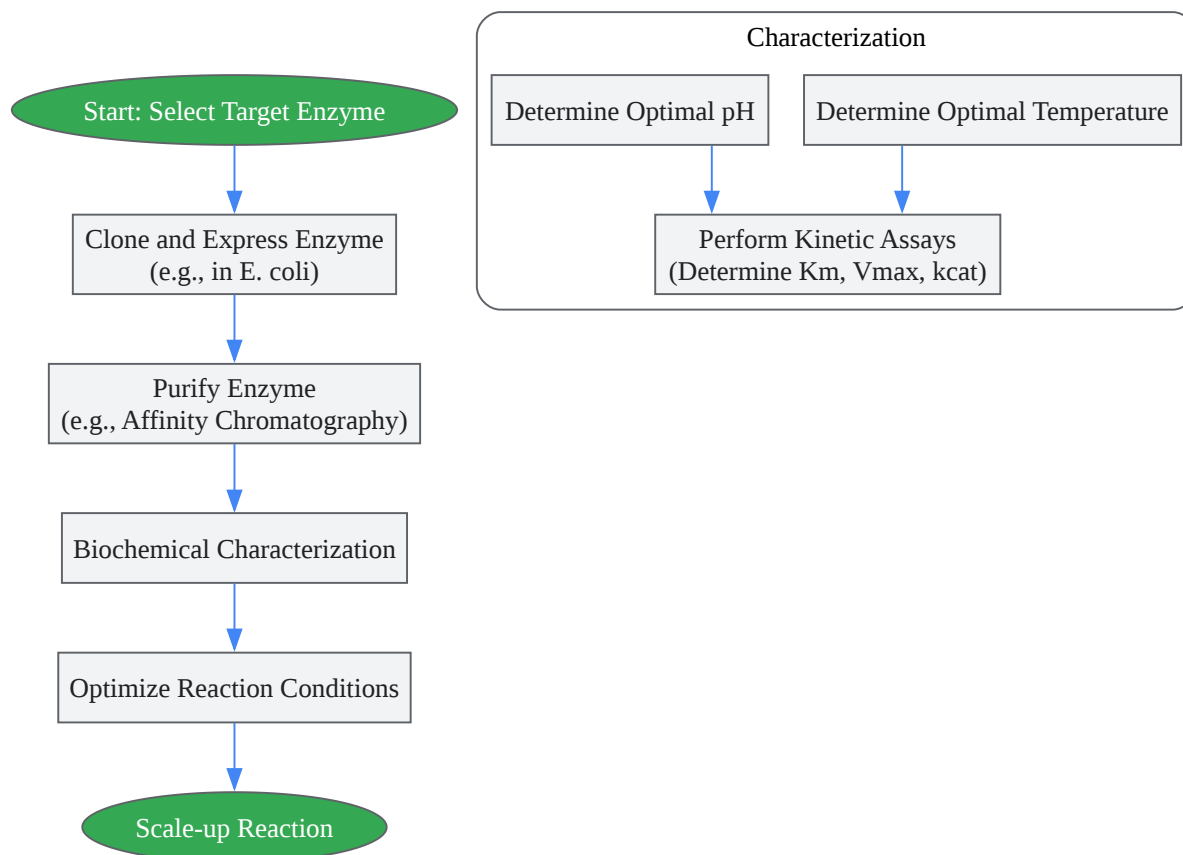 Start: Select Target Enzyme
Clone and Express Enzyme
(e.g., in E. coli)
Purify Enzyme
(e.g., Affinity Chromatography)
Biochemical Characterization
Optimize Reaction Conditions
Scale-up Reaction
Characterization
Determine Optimal pH
Determine Optimal Temperature
Perform Kinetic Assays
(Determine Km, Vmax, kcat)